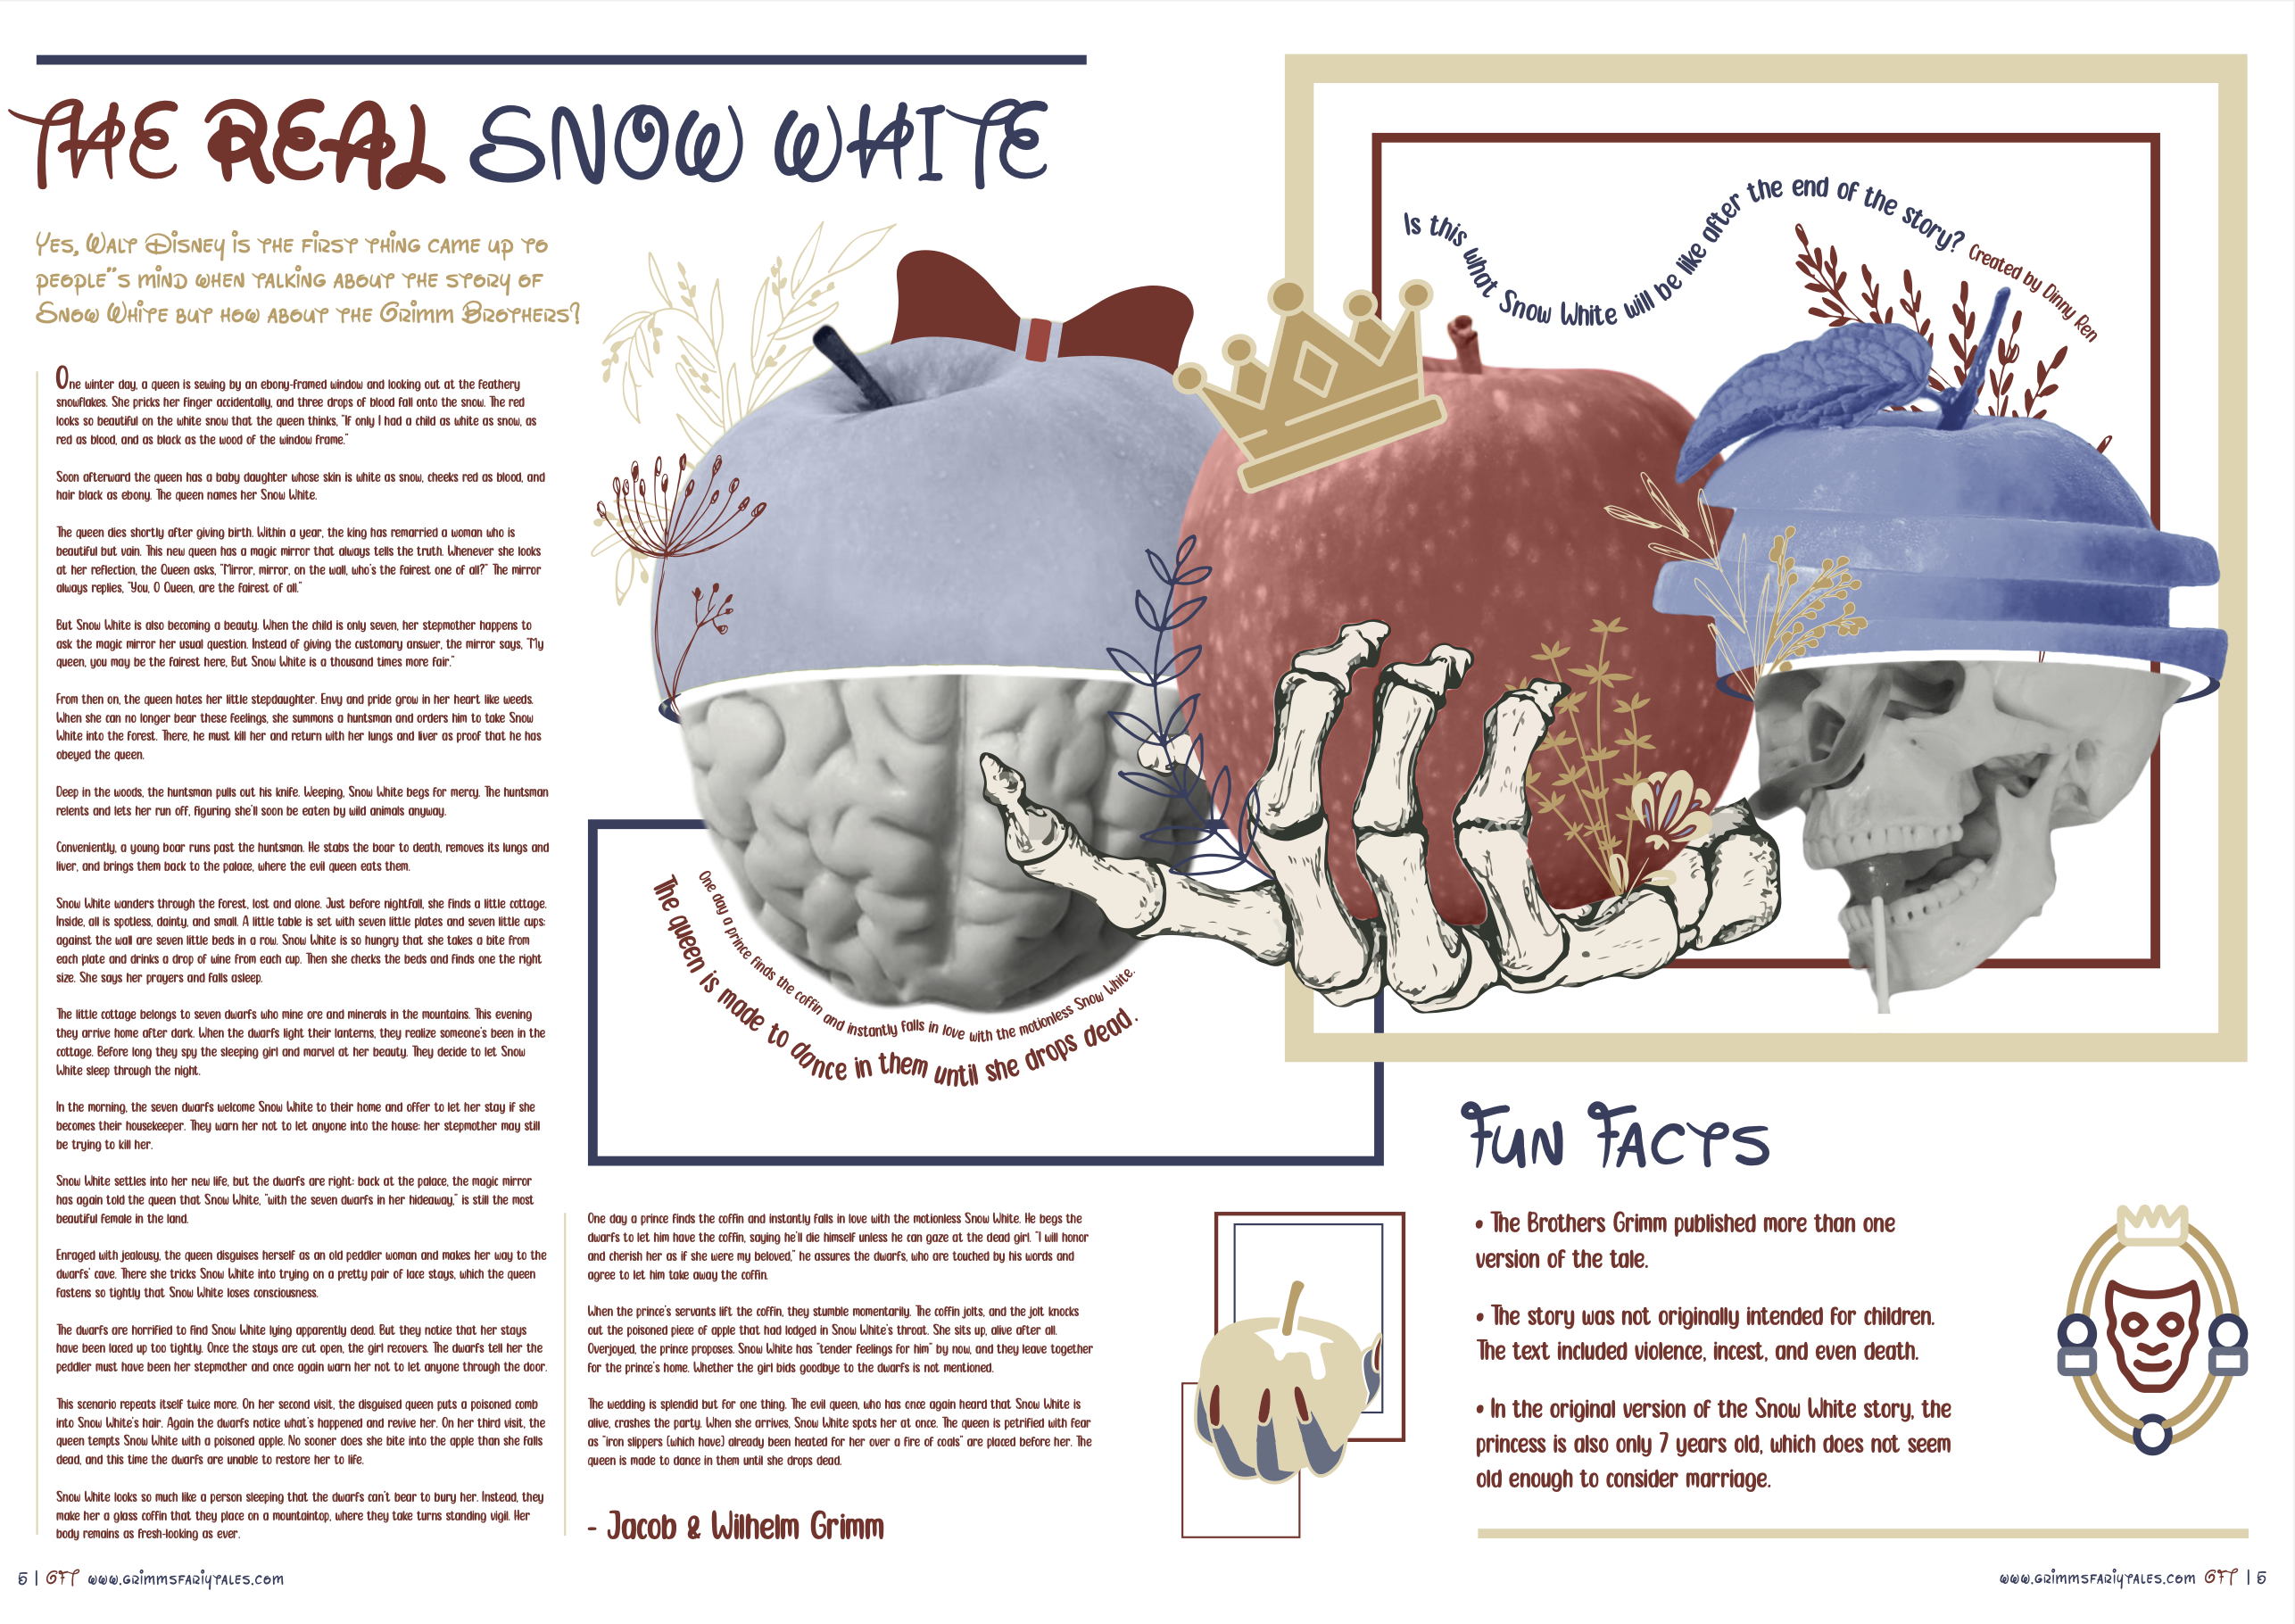 THE REAL SNOW WHITE
Yes, Walt Disney is the first thing came up to
people"s mind when talking about the story of
Snow White but how about the Grimm Brothers?
One winter day, a queen is sewing by an ebony-framed window and looking out at the feathery
snowflakes. She pricks her finger accidentally, and three drops of blood fall onto the snow. The red
looks so beautiful on the white snow that the queen thinks, "If only I had a child as white as snow, as
red as blood, and as black as the wood of the window frame."
Soon afterward the queen has a baby daughter whose skin is white as snow, cheeks red as blood, and
hair black as ebony. The queen names her Snow White.
The queen dies shortly after giving birth. Within a year, the king has remarried a woman who is
beautiful but vain. This new queen has a magic mirror that always tells the truth. Whenever she looks
at her reflection, the Queen asks, "Mirror, mirror, on the wall, who's the fairest one of all?" The mirror
always replies, "You, O Queen, are the fairest of all."
But Snow White is also becoming a beauty. When the child is only seven, her stepmother happens to
ask the magic mirror her usual question. Instead of giving the customary answer, the mirror says, "My
queen, you may be the fairest here, But Snow White is a thousand times more fair."
From then on, the queen hates her little stepdaughter. Envy and pride grow in her heart like weeds.
When she can no longer bear these feelings, she summons a huntsman and orders him to take Snow
White into the forest. There, he must kill her and return with her lungs and liver as proof that he has
obeyed the queen.
Deep in the woods, the huntsman pulls out his knife. Weeping, Snow White begs for mercy. The huntsman
relents and lets her run off, figuring she'll soon be eaten by wild animals anyway.
Conveniently, a young boar runs past the huntsman. He stabs the boar to death, removes its lungs and
liver, and brings them back to the palace, where the evil queen eats them.
Snow White wanders through the forest, lost and alone. Just before nightfall, she finds a little cottage.
Inside, all is spotless, dainty, and small. A little table is set with seven little plates and seven little cups;
against the wall are seven little beds in a row. Snow White is so hungry that she takes a bite from
each plate and drinks a drop of wine from each cup. Then she checks the beds and finds one the right
size. She says her prayers and falls asleep.
The little cottage belongs to seven dwarfs who mine ore and minerals in the mountains. This evening
they arrive home after dark. When the dwarfs light their lanterns, they realize someone's been in the
cottage. Before long they spy the sleeping girl and marvel at her beauty. They decide to let Snow
White sleep through the night.
In the morning, the seven dwarfs welcome Snow White to their home and offer to let her stay if she
becomes their housekeeper. They warn her not to let anyone into the house: her stepmother may still
be trying to kill her.
Snow White settles into her new life, but the dwarfs are right: back at the palace, the magic mirror
has again told the queen that Snow White, "with the seven dwarfs in her hideaway," is still the most
beautiful female in the land.
Enraged with jealousy, the queen disguises herself as an old peddler woman and makes her way to the
dwarfs' cave. There she tricks Snow White into trying on a pretty pair of lace stays, which the queen
fastens so tightly that Snow White loses consciousness.
The dwarfs are horrified to find Snow White lying apparently dead. But they notice that her stays
have been laced up too tightly. Once the stays are cut open, the girl recovers. The dwarfs tell her the
peddler must have been her stepmother and once again warn her not to let anyone through the door.
This scenario repeats itself twice more. On her second visit, the disguised queen puts a poisoned comb
into Snow White's hair. Again the dwarfs notice what's happened and revive her. On her third visit, the
queen tempts Snow White with a poisoned apple. No sooner does she bite into the apple than she falls
dead, and this time the dwarfs are unable to restore her to life.
Snow White looks so much like a person sleeping that the dwarfs can't bear to bury her. Instead, they
make her a glass coffin that they place on a mountaintop, where they take turns standing vigil. Her
body remains as fresh-looking as ever.
One day a prince finds the coffin and instantly falls in love with the motionless Snow White. He begs the
dwarfs to let him have the coffin, saying he'll die himself unless he can gaze at the dead girl. "I will honor
and cherish her as if she were my beloved," he assures the dwarfs, who are touched by his words and
agree to let him take away the coffin.
When the prince's servants lift the coffin, they stumble momentarily. The coffin jolts, and the jolt knocks
out the poisoned piece of apple that had lodged in Snow White's throat. She sits up, alive after all.
Overjoyed, the prince proposes. Snow White has "tender feelings for him" by now, and they leave together
for the prince's home. Whether the girl bids goodbye to the dwarfs is not mentioned.
The wedding is splendid but for one thing. The evil queen, who has once again heard that Snow White is
alive, crashes the party. When she arrives, Snow White spots her at once. The queen is petrified with fear
as "iron slippers (which have) already been heated for her over a fire of coals" are placed before her. The
queen is made to dance in them until she drops dead.
- Jacob & Wilhelm Grimm
One day a prince finds the coffin and instantly falls in love with the motionless Snow White.
The queen is made to dance in them until she drops dead.
Is this what Snow White will be like after the end of the story? Created by Dinny Ren
Fun Facts
• The Brothers Grimm published more than one
version of the tale.
• The story was not originally intended for children.
The text included violence, incest, and even death.
• In the original version of the Snow White story, the
princess is also only 7 years old, which does not seem
old enough to consider marriage.
5 | GFT www.grimmsfariytales.com
www.grimmsfariytales.com GFT | 5